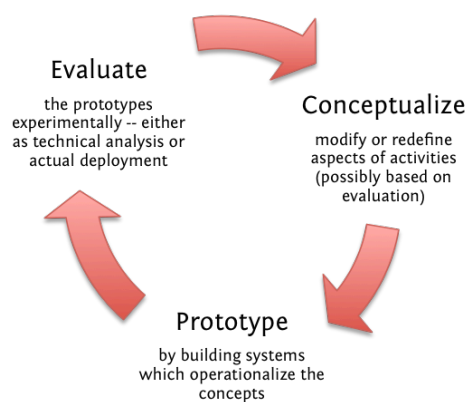 Evaluate
the prototypes
experimentally -- either
as technical analysis or
actual deployment
Conceptualize
modify or redefine
aspects of activities
(possibly based on
evaluation)
Prototype
by building systems
which operationalize the
concepts